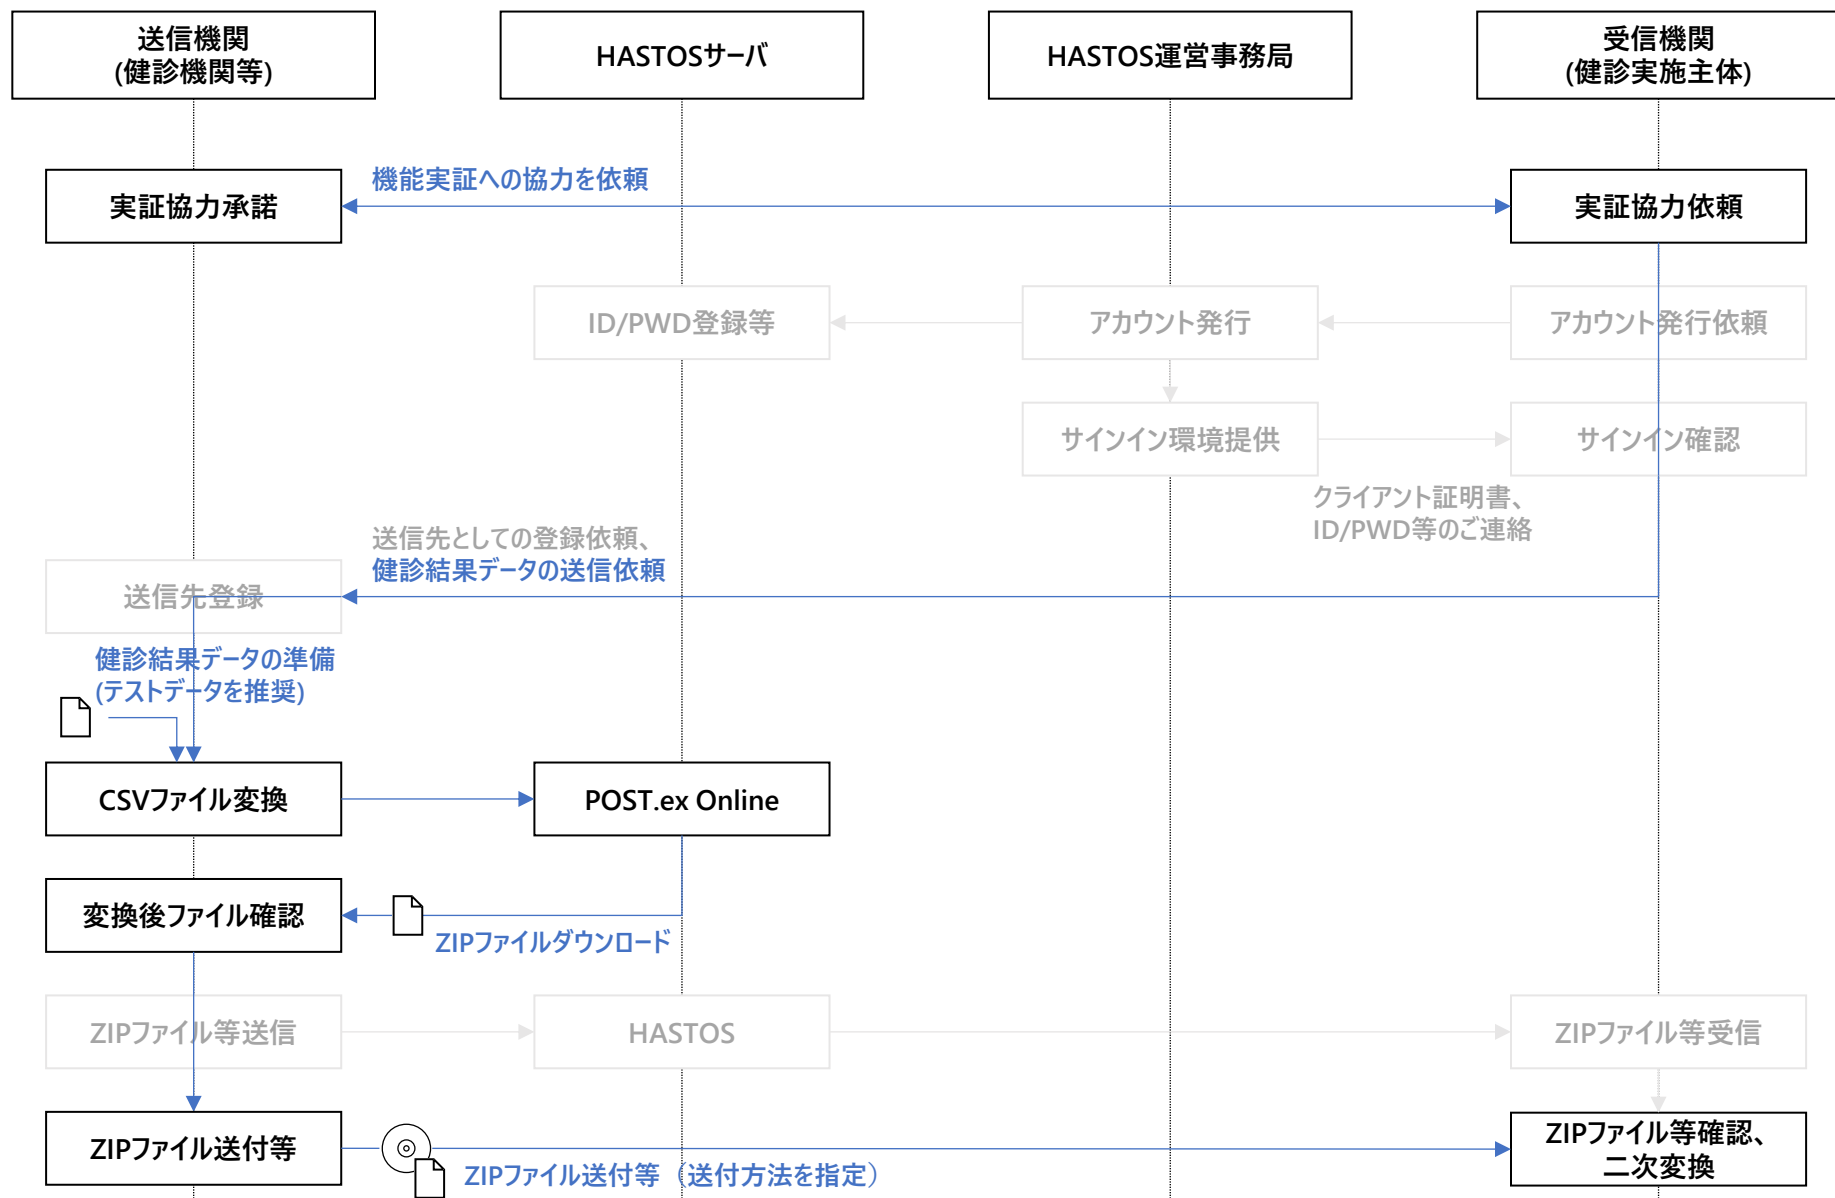 送信機関
(健診機関等)
HASTOSサーバ
HASTOS運営事務局
受信機関
(健診実施主体)
機能実証への協力を依頼
実証協力承諾
実証協力依頼
ID/PWD登録等
アカウント発行
アカウント発行依頼
サインイン環境提供
サインイン確認
クライアント証明書、
ID/PWD等のご連絡
送信先としての登録依頼、
健診結果データの送信依頼
送信先登録
健診結果データの準備
(テストデータを推奨)
CSVファイル変換
POST.ex Online
変換後ファイル確認
ZIPファイルダウンロード
ZIPファイル等送信
HASTOS
ZIPファイル等受信
ZIPファイル送付等
ZIPファイル送付等（送付方法を指定）
ZIPファイル等確認、
二次変換